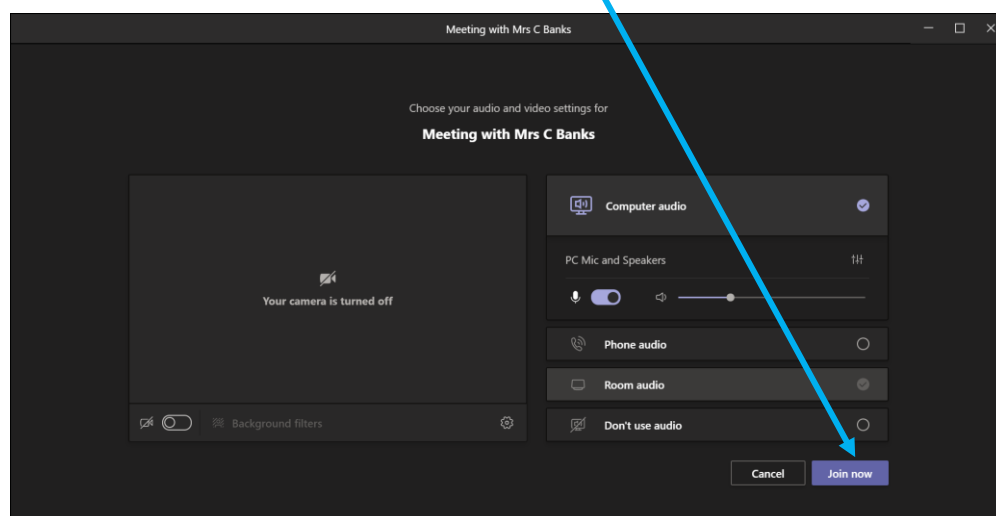 Meeting with Mrs C Banks
Choose your audio and video settings for
Meeting with Mrs C Banks
Computer audio
PC Mic and Speakers
Your camera is turned off
Phone audio
Room audio
Background filters
Don't use audio
Cancel
Join now